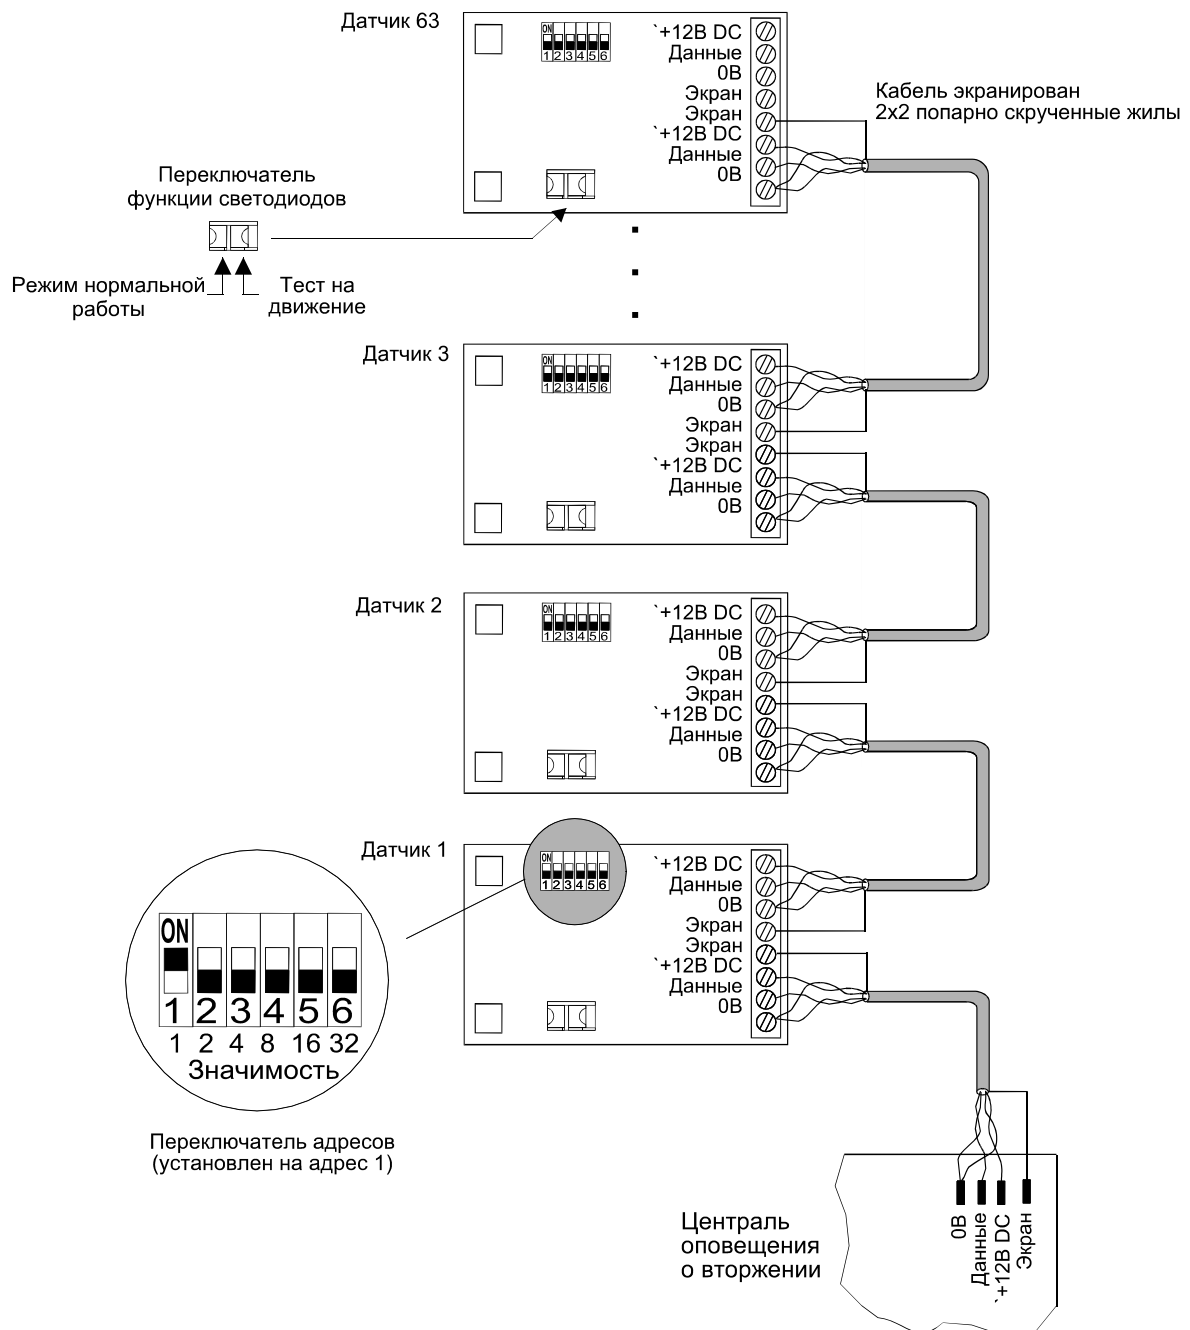 Датчик 63
ON
1 2 3 4 5 6
`+12В DC
Данные
0В
Экран
Экран
`+12В DC
Данные
0В
Кабель экранирован
2x2 попарно скрученные жилы
Переключатель
функции светодиодов
Режим нормальной
работы
Тест на
движение
Датчик 3
ON
1 2 3 4 5 6
`+12В DC
Данные
0В
Экран
Экран
`+12В DC
Данные
0В
Датчик 2
ON
1 2 3 4 5 6
`+12В DC
Данные
0В
Экран
Экран
`+12В DC
Данные
0В
Датчик 1
ON
1 2 3 4 5 6
`+12В DC
Данные
0В
Экран
Экран
`+12В DC
Данные
0В
ON
1 2 3 4 5 6
1 2 4 8 16 32
Значимость
Переключатель адресов
(установлен на адрес 1)
Централь
оповещения
о вторжении
0В
Данные
`+12В DC
Экран